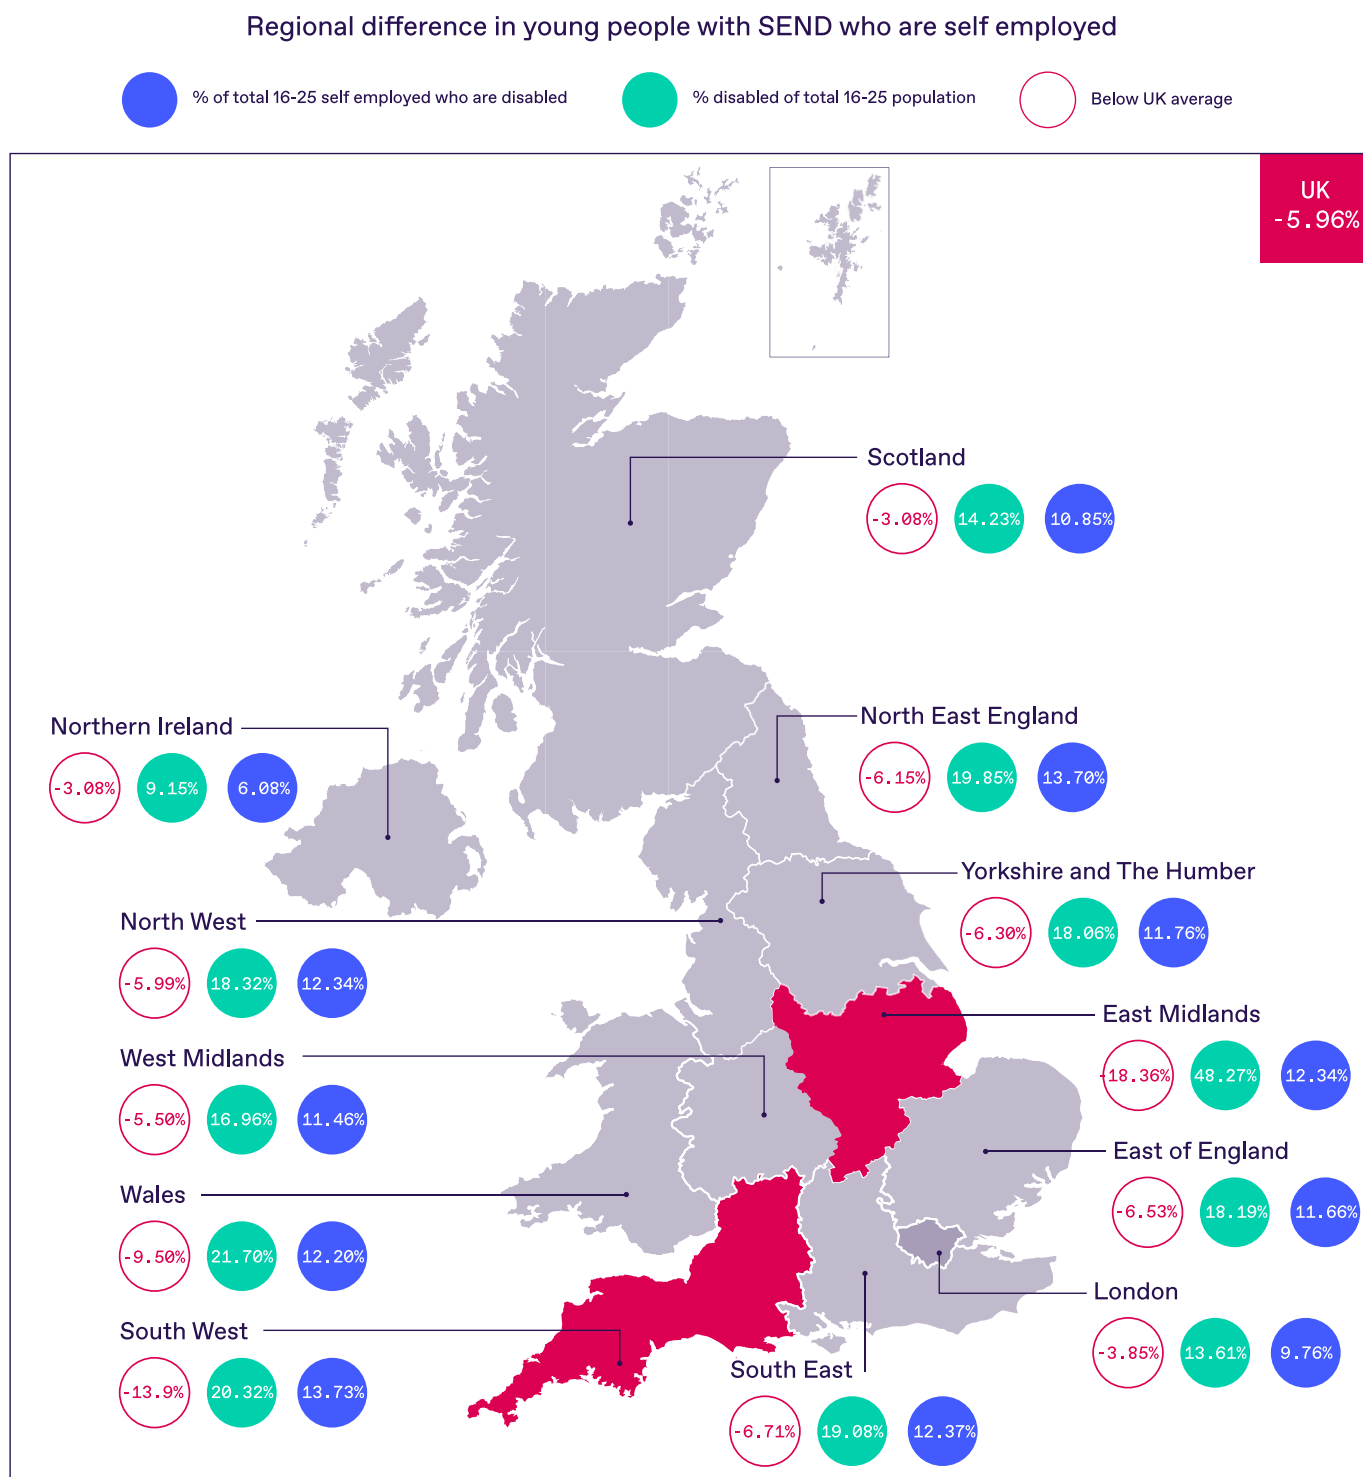 Regional difference in young people with SEND who are self employed
% of total 16-25 self employed who are disabled
% disabled of total 16-25 population
Below UK average
UK
-5.96%
Scotland
-3.08% 14.23% 10.85%
Northern Ireland
-3.08% 9.15% 6.08%
North East England
-6.15% 19.85% 13.70%
Yorkshire and The Humber
-6.30% 18.06% 11.76%
North West
-5.99% 18.32% 12.34%
East Midlands
-18.36% 48.27% 12.34%
West Midlands
-5.50% 16.96% 11.46%
East of England
-6.53% 18.19% 11.66%
Wales
-9.50% 21.70% 12.20%
London
-3.85% 13.61% 9.76%
South West
-13.9% 20.32% 13.73%
South East
-6.71% 19.08% 12.37%